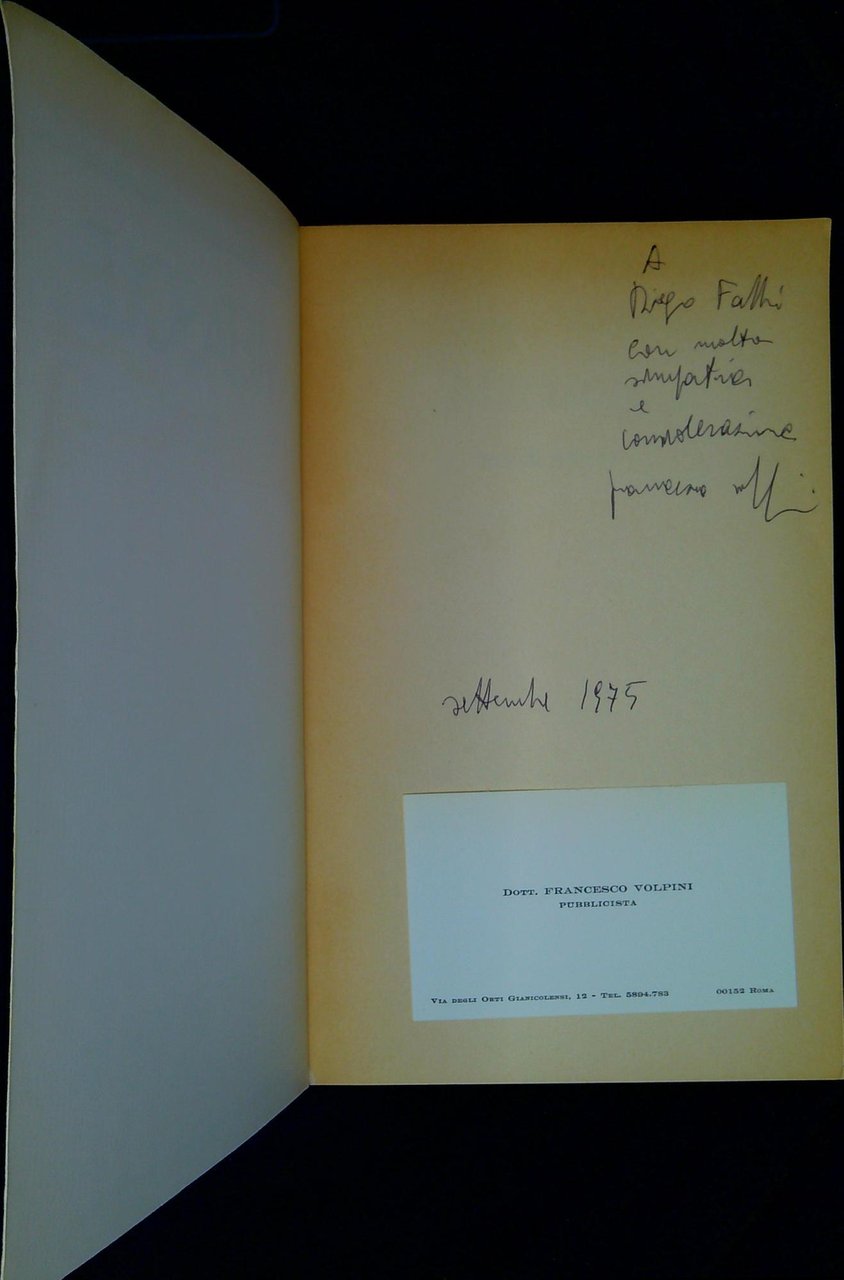 A
Diego Fabbri
con molta
simpatia
e
considerazione
francesco volpini
settembre 1975
Dott. FRANCESCO VOLPINI
PUBBLICISTA
Via degli Orti Gianicolensi, 12 - Tel. 5894.783 00152 Roma